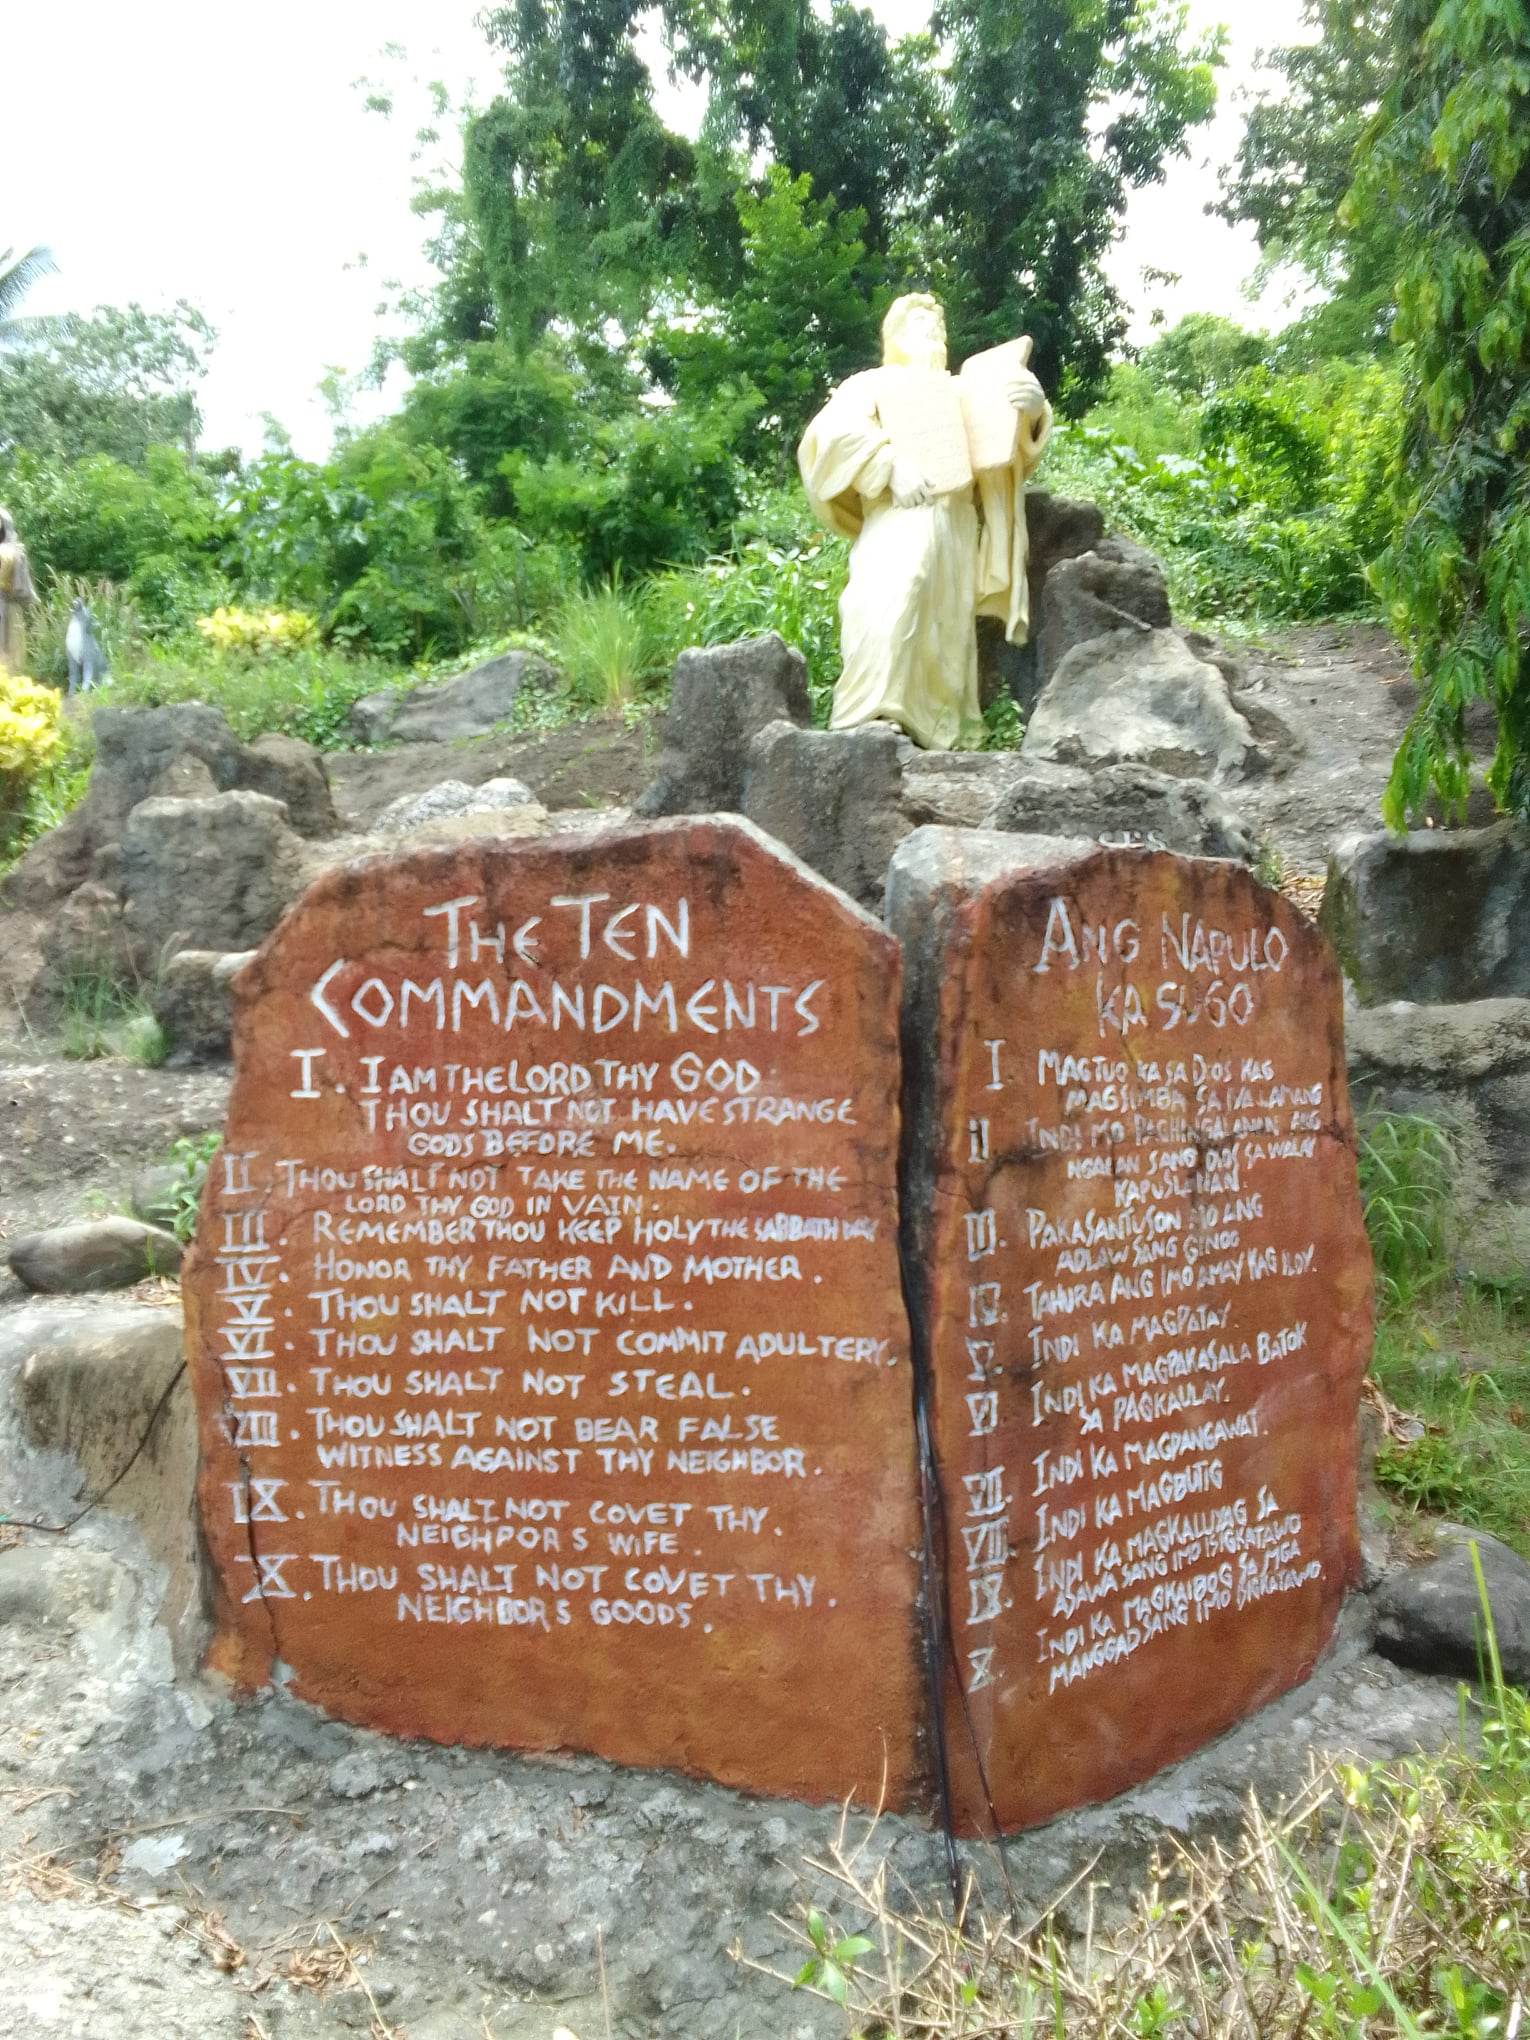 THE TEN
COMMANDMENTS
I. I AM THE LORD THY GOD.
THOU SHALT NOT HAVE STRANGE
GODS BEFORE ME.
II. THOU SHALT NOT TAKE THE NAME OF THE
LORD THY GOD IN VAIN.
III. REMEMBER THOU KEEP HOLY THE SABBATH DAY
IV. HONOR THY FATHER AND MOTHER.
V. THOU SHALT NOT KILL.
VI. THOU SHALT NOT COMMIT ADULTERY.
VII. THOU SHALT NOT STEAL.
VIII. THOU SHALT NOT BEAR FALSE
WITNESS AGAINST THY NEIGHBOR.
IX. THOU SHALT NOT COVET THY.
NEIGHPOR S WIFE.
X. THOU SHALT NOT COVET THY.
NEIGHBOR S GOODS.
ANG NAPULO
KA SUGO
I. MAGTUO KA SA DIOS KAG
MAGSIMBA SA IYA LAMANG
II INDI MO PAGHINGALANAN ANG
NGALAN SANG DIOS SA WALAY
KAPUSLANAN.
III. PAKASANTUSON MO ANG
ADLAW SANG GINOO
IV. TAHURA ANG IMO AMAY KAG ILOY.
V. INDI KA MAGPATAY.
VI INDI KA MAGPAKASALA BATOK
SA PAGKAULAY.
VII. INDI KA MAGPANGAWAT.
VIII. INDI KA MAGBUTIG
IX INDI KA MAGKALUYAG SA
ASAWA SANG IMO ISIGKATAWO
X. INDI KA MAGKAIBOG SA MGA
MANGGAD SANG IMO ISIGKATAWO.